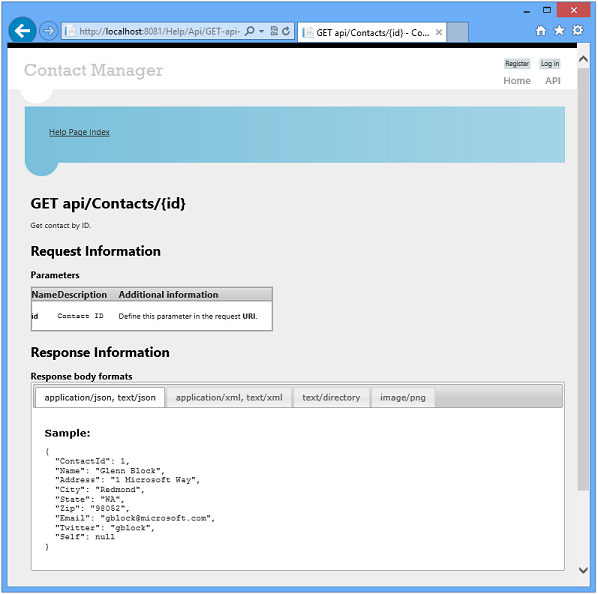 http://localhost:8081/Help/Api/GET-api-
GET api/Contacts/{id} - Co...
Contact Manager
Register
Log in
Home
API
Help Page Index
GET api/Contacts/{id}
Get contact by ID.
Request Information
Parameters
Name Description Additional information
id Contact ID Define this parameter in the request URI.
Response Information
Response body formats
application/json, text/json application/xml, text/xml text/directory image/png
Sample:
{
"ContactId": 1,
"Name": "Glenn Block",
"Address": "1 Microsoft Way",
"City": "Redmond",
"State": "WA",
"Zip": "98052",
"Email": "gblock@microsoft.com",
"Twitter": "gblock",
"Self": null
}